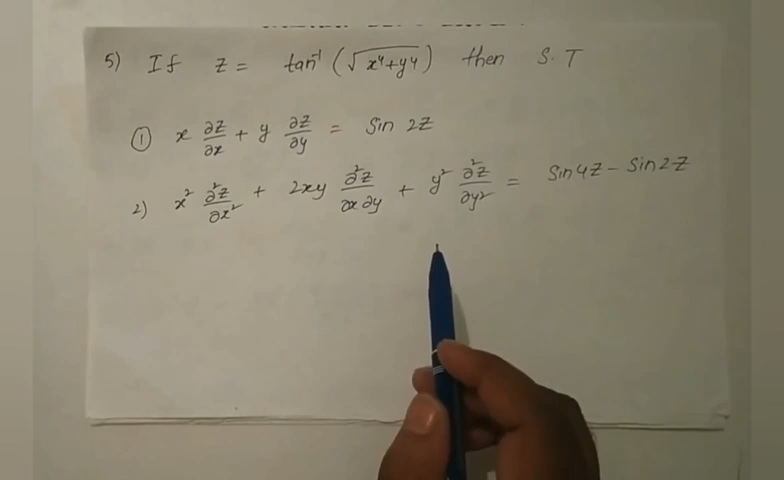 5) If z = tan⁻¹ (√x⁴+y⁴) then S.T
① x ∂z/∂x + y ∂z/∂y = Sin 2z
2) x² ∂²z/∂x² + 2xy ∂²z/∂x∂y + y² ∂²z/∂y² = Sin4z - Sin2z